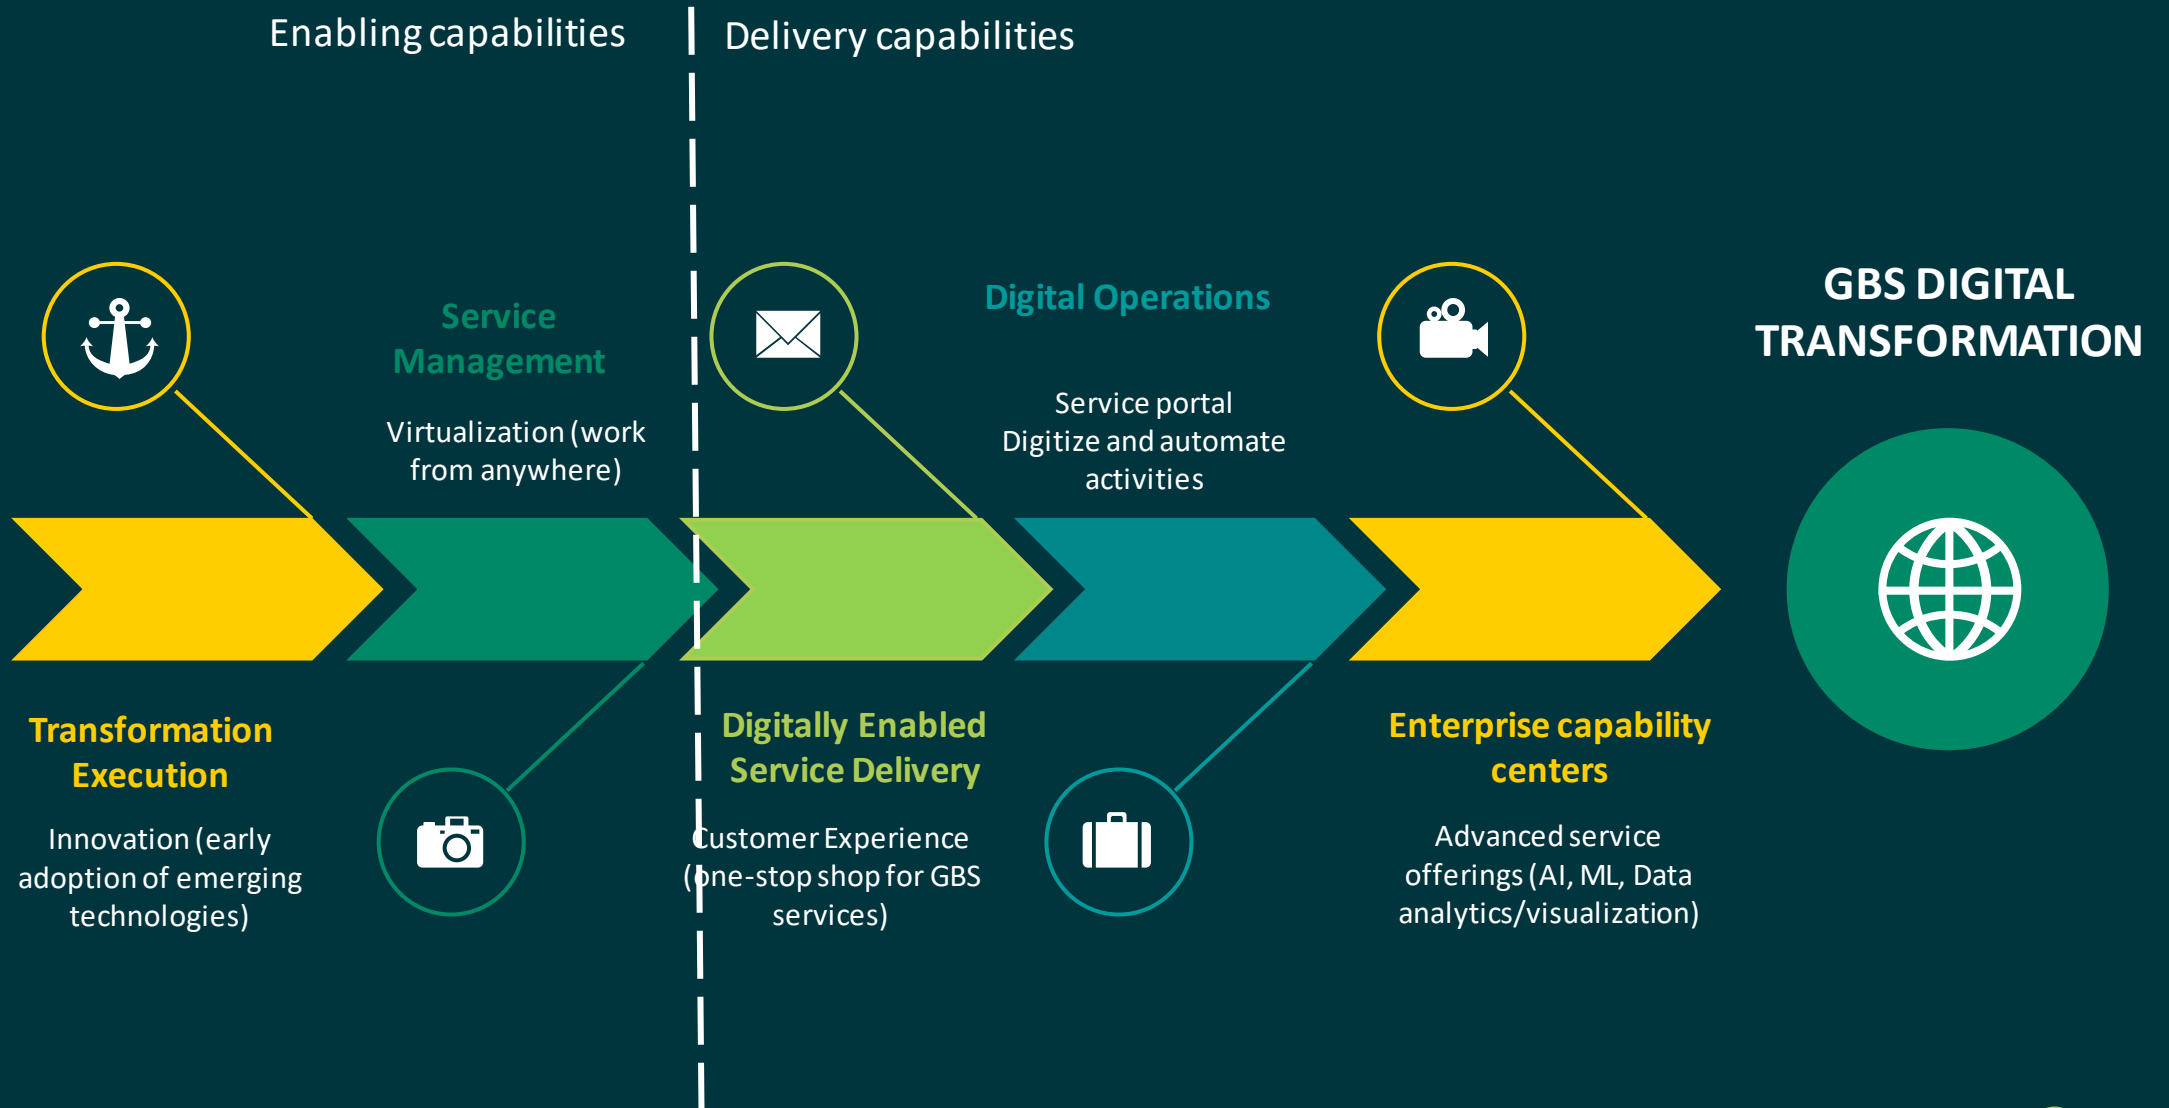 Enabling capabilities
Delivery capabilities
Service
Management
Virtualization (work
from anywhere)
Digital Operations
Service portal
Digitize and automate
activities
GBS DIGITAL
TRANSFORMATION
Transformation
Execution
Innovation (early
adoption of emerging
technologies)
Digitally Enabled
Service Delivery
Customer Experience
(one-stop shop for GBS
services)
Enterprise capability
centers
Advanced service
offerings (AI, ML, Data
analytics/visualization)